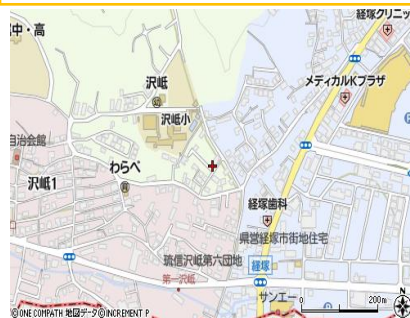 経塚クリニッ
中・高
メディカルKプラザ
沢岻
沢岻小
自治会館
わらべ
沢岻1
経塚歯科
県営経塚市街地住宅
琉信沢岻第六団地
経塚
第一沢岻
サンエー
0 200m
©ONE COMPATH 地図データ©INCREMENT P